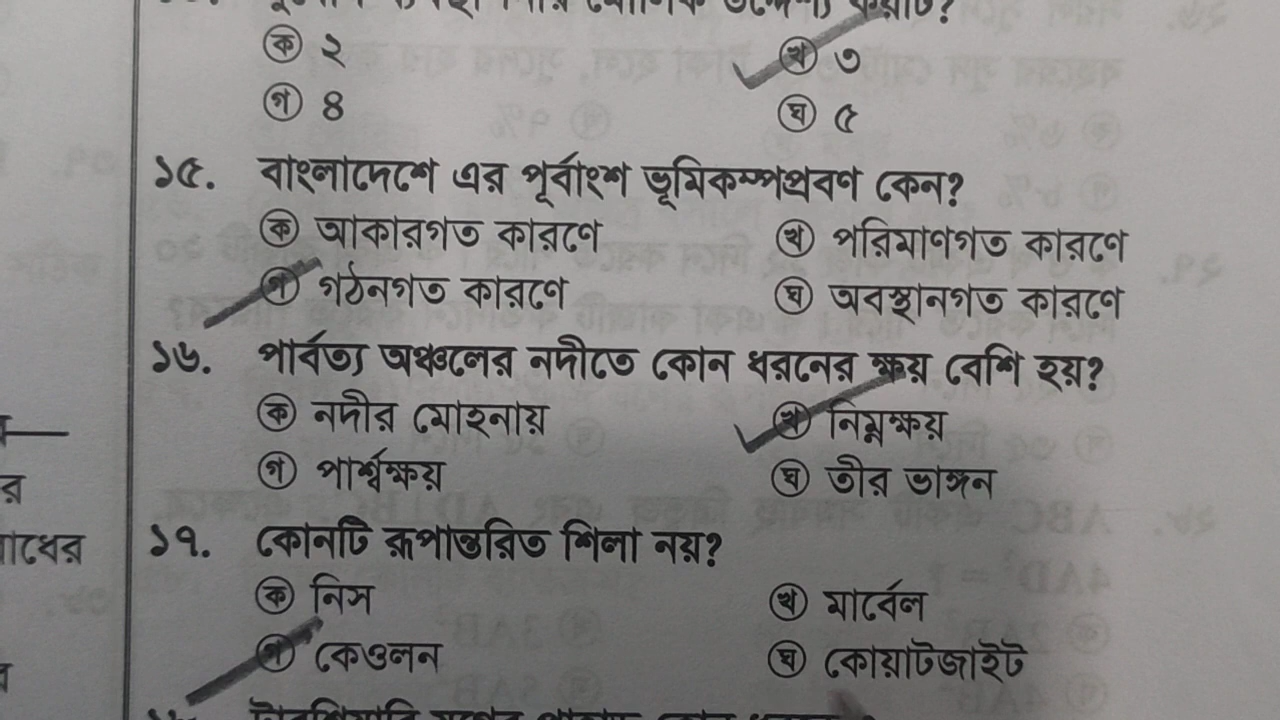 ক ২ খ ৩
গ ৪ ঘ ৫
১৫. বাংলাদেশে এর পূর্বাংশ ভূমিকম্পপ্রবণ কেন?
ক আকারগত কারণে খ পরিমাণগত কারণে
গ গঠনগত কারণে ঘ অবস্থানগত কারণে
১৬. পার্বত্য অঞ্চলের নদীতে কোন ধরনের ক্ষয় বেশি হয়?
ক নদীর মোহনায় খ নিম্নক্ষয়
গ পার্শ্বক্ষয় ঘ তীর ভাঙ্গন
র
াধের
১৭. কোনটি রূপান্তরিত শিলা নয়?
ক নিস খ মার্বেল
গ কেওলন ঘ কোয়াটজাইট